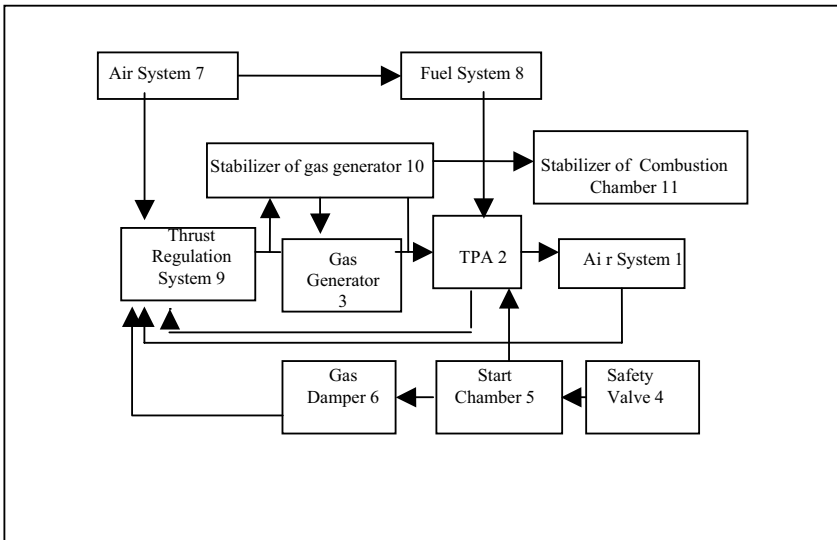 Air System 7
Fuel System 8
Stabilizer of gas generator 10
Stabilizer of Combustion
Chamber 11
Thrust
Regulation
System 9
Gas
Generator
3
TPA 2
Ai r System 1
Gas
Damper 6
Start
Chamber 5
Safety
Valve 4